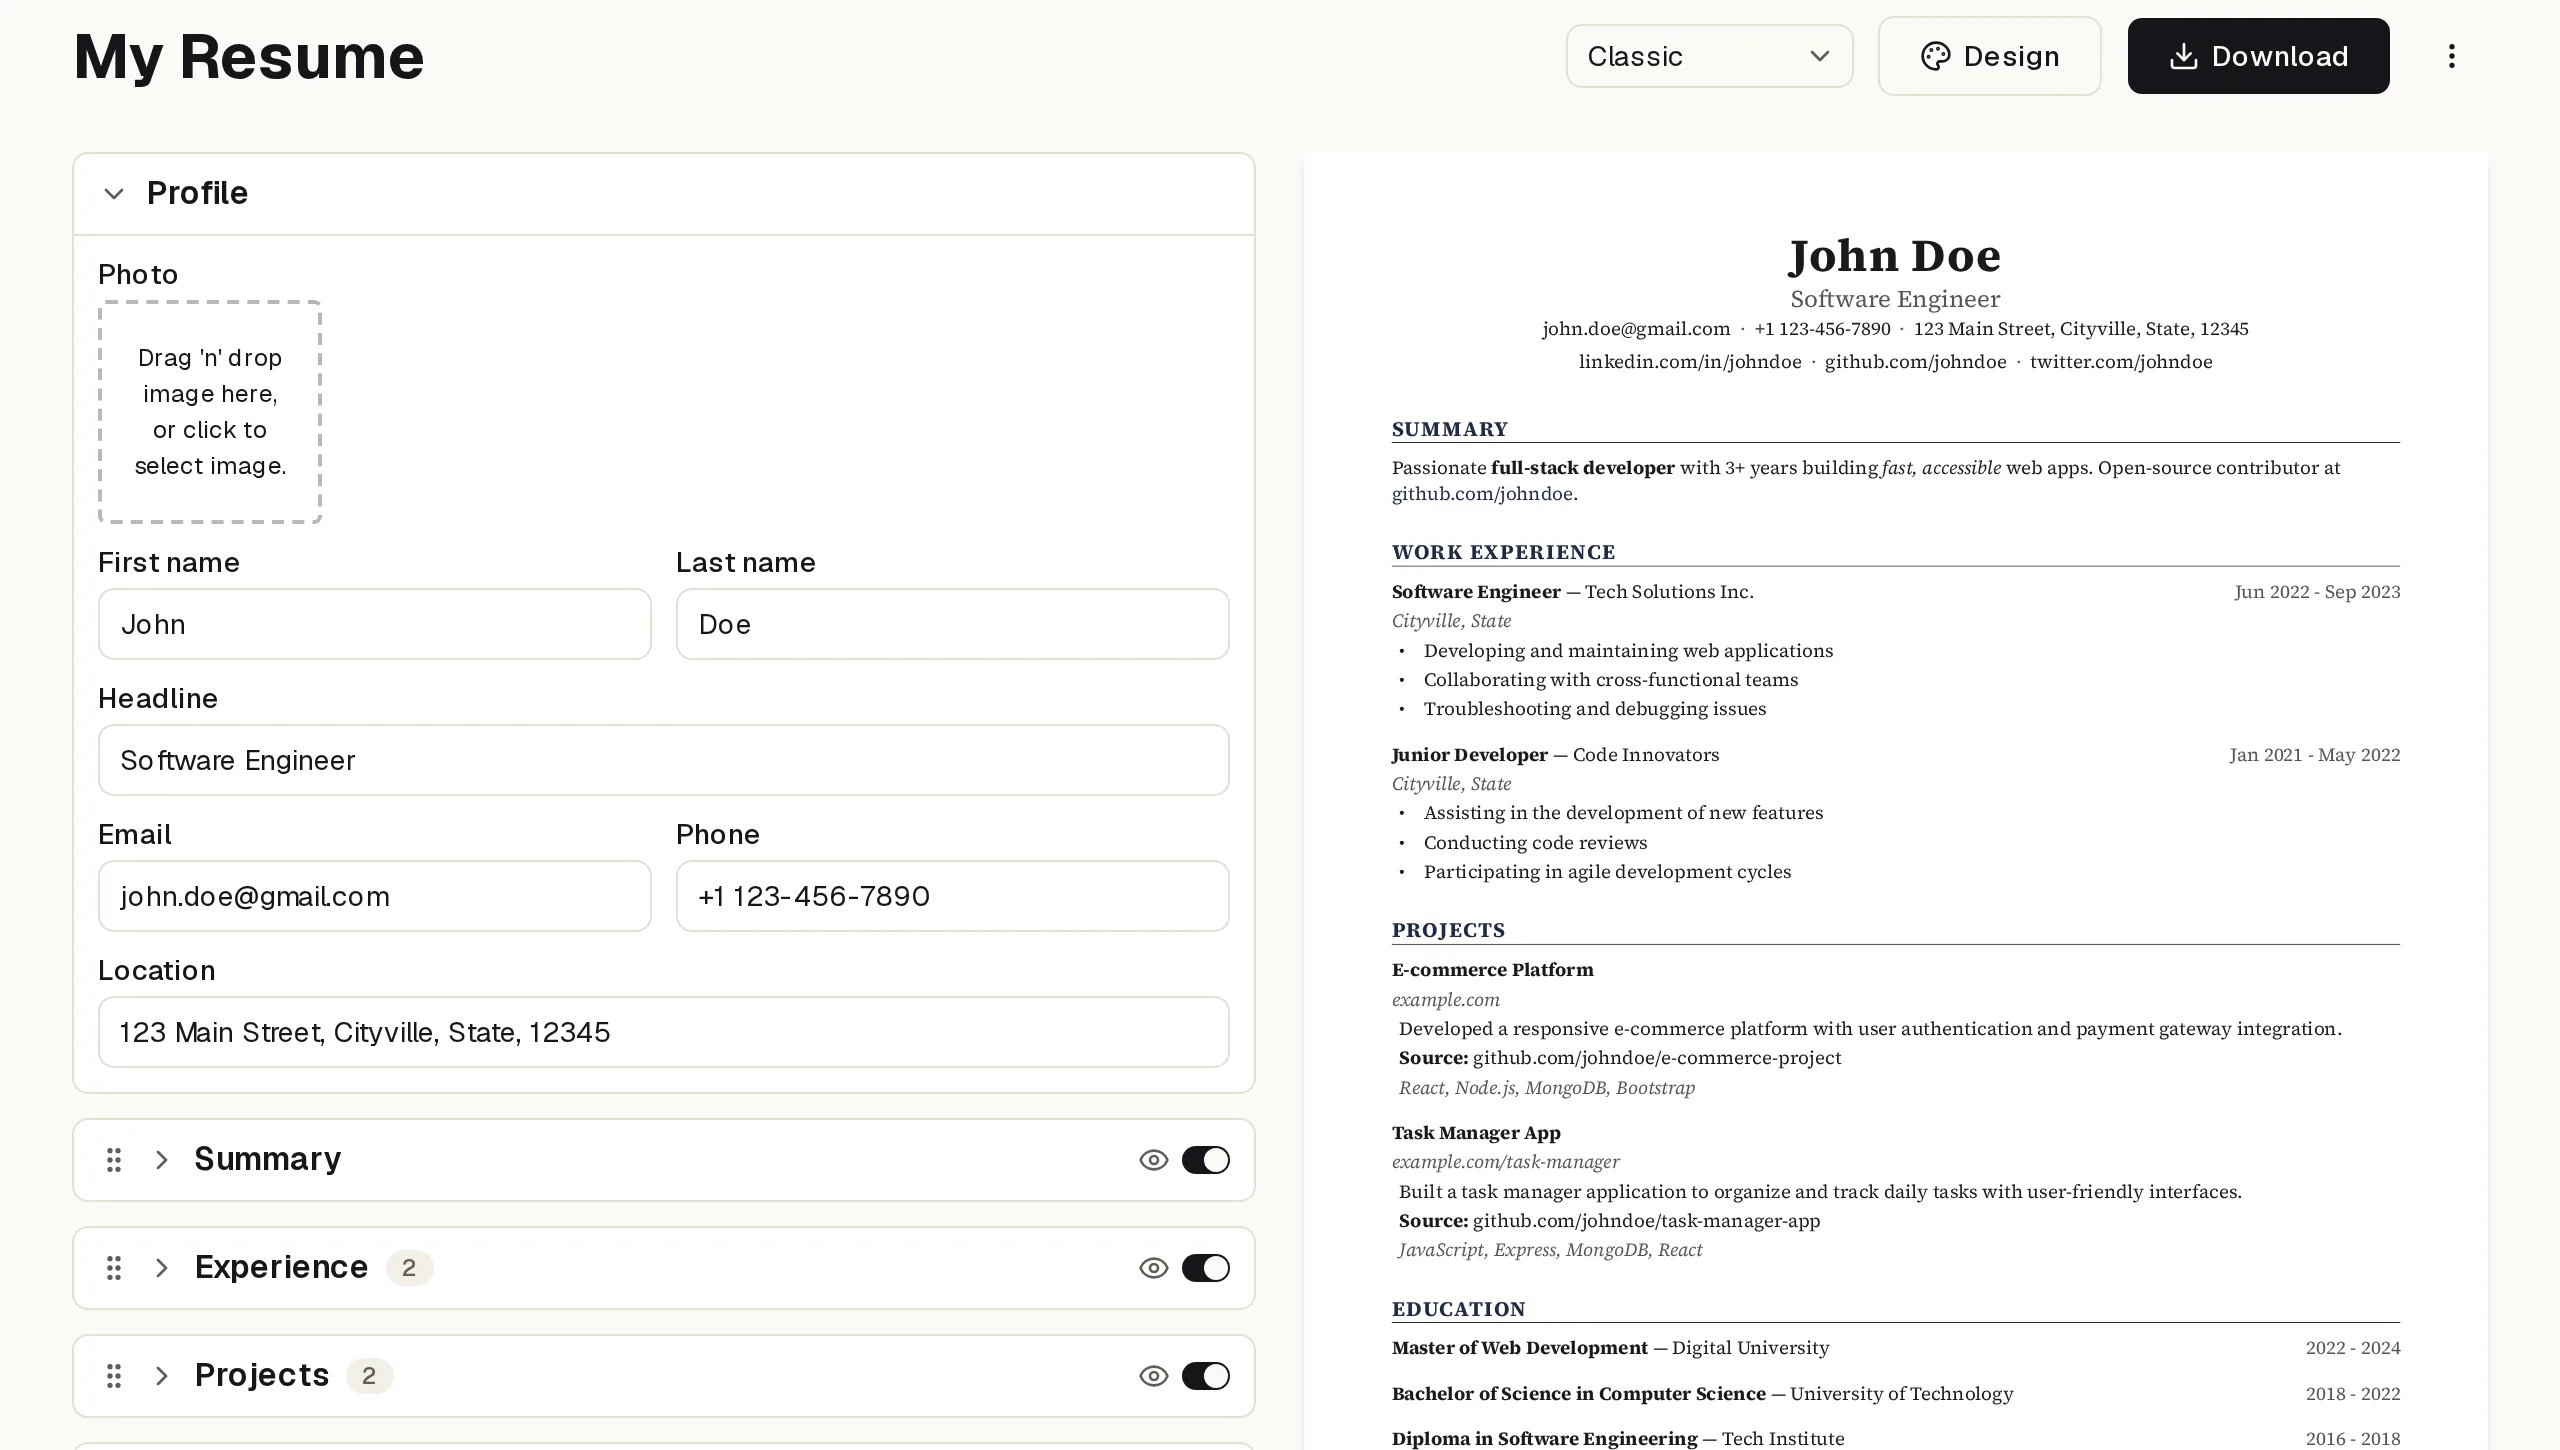 My Resume
Classic
Design
Download
Profile
Photo
Drag 'n' drop
image here,
or click to
select image.
First name
Last name
John
Doe
Headline
Software Engineer
Email
Phone
john.doe@gmail.com
+1 123-456-7890
Location
123 Main Street, Cityville, State, 12345
Summary
Experience 2
Projects 2
John Doe
Software Engineer
john.doe@gmail.com · +1 123-456-7890 · 123 Main Street, Cityville, State, 12345
linkedin.com/in/johndoe · github.com/johndoe · twitter.com/johndoe
SUMMARY
Passionate full-stack developer with 3+ years building fast, accessible web apps. Open-source contributor at
github.com/johndoe.
WORK EXPERIENCE
Software Engineer — Tech Solutions Inc. Jun 2022 - Sep 2023
Cityville, State
• Developing and maintaining web applications
• Collaborating with cross-functional teams
• Troubleshooting and debugging issues
Junior Developer — Code Innovators Jan 2021 - May 2022
Cityville, State
• Assisting in the development of new features
• Conducting code reviews
• Participating in agile development cycles
PROJECTS
E-commerce Platform
example.com
Developed a responsive e-commerce platform with user authentication and payment gateway integration.
Source: github.com/johndoe/e-commerce-project
React, Node.js, MongoDB, Bootstrap
Task Manager App
example.com/task-manager
Built a task manager application to organize and track daily tasks with user-friendly interfaces.
Source: github.com/johndoe/task-manager-app
JavaScript, Express, MongoDB, React
EDUCATION
Master of Web Development — Digital University 2022 - 2024
Bachelor of Science in Computer Science — University of Technology 2018 - 2022
Diploma in Software Engineering — Tech Institute 2016 - 2018